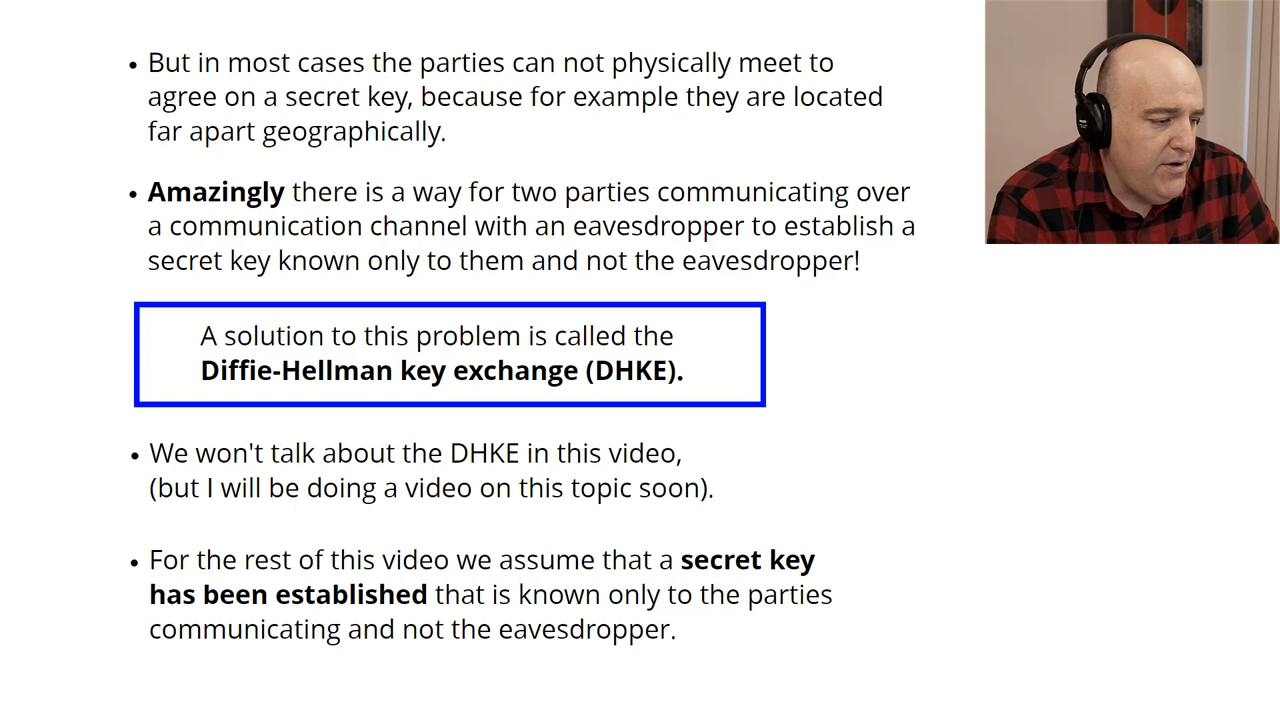 • But in most cases the parties can not physically meet to
agree on a secret key, because for example they are located
far apart geographically.
• Amazingly there is a way for two parties communicating over
a communication channel with an eavesdropper to establish a
secret key known only to them and not the eavesdropper!
A solution to this problem is called the
Diffie-Hellman key exchange (DHKE).
• We won't talk about the DHKE in this video,
(but I will be doing a video on this topic soon).
• For the rest of this video we assume that a secret key
has been established that is known only to the parties
communicating and not the eavesdropper.